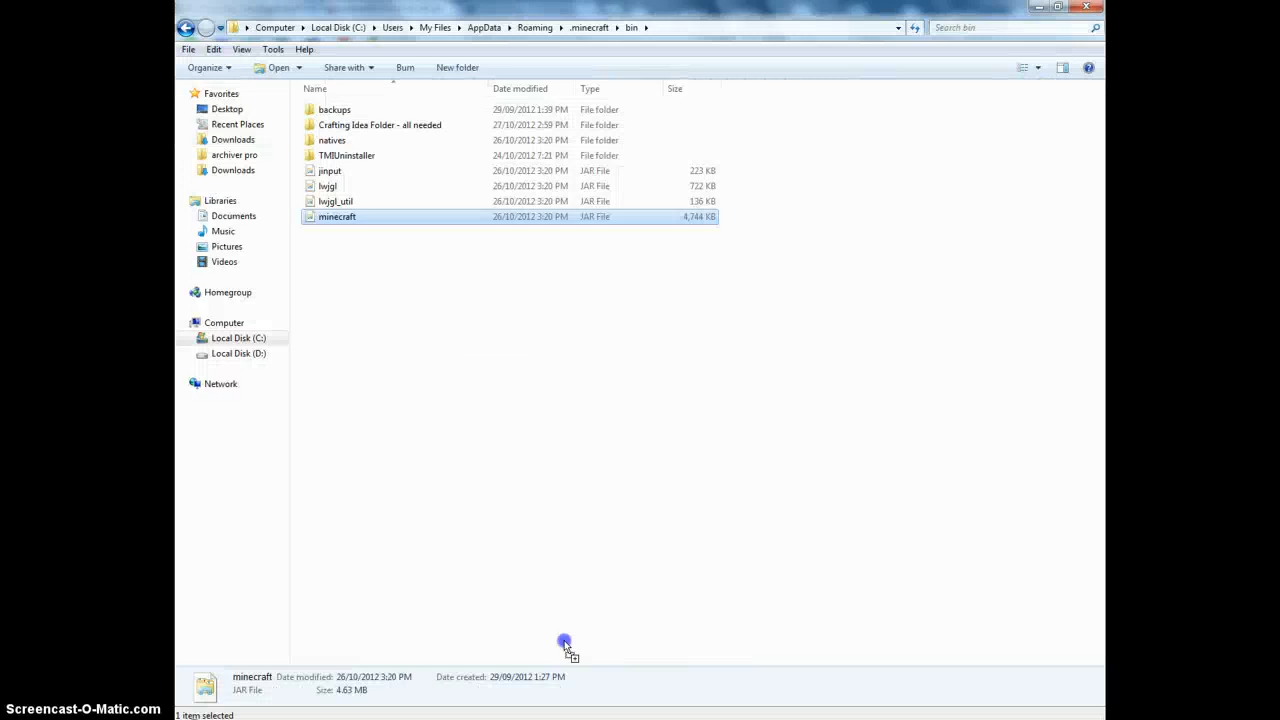 Computer Local Disk (C:) Users My Files AppData Roaming .minecraft bin Search bin
File Edit View Tools Help
Organize Open Share with Burn New folder
Name Date modified Type Size
Favorites
Desktop
Recent Places
Downloads
archiver pro
Downloads
Libraries
Documents
Music
Pictures
Videos
Homegroup
Computer
Local Disk (C:)
Local Disk (D:)
Network
backups 29/09/2012 1:39 PM File folder
Crafting Idea Folder - all needed 27/10/2012 2:59 PM File folder
natives 26/10/2012 3:20 PM File folder
TMIUninstaller 24/10/2012 7:21 PM File folder
jinput 26/10/2012 3:20 PM JAR File 223 KB
lwjgl 26/10/2012 3:20 PM JAR File 722 KB
lwjgl_util 26/10/2012 3:20 PM JAR File 136 KB
minecraft 26/10/2012 3:20 PM JAR File 4,744 KB
minecraft Date modified: 26/10/2012 3:20 PM Date created: 29/09/2012 1:27 PM
JAR File Size: 4.63 MB
Screencast-O-Matic.com
1 item selected